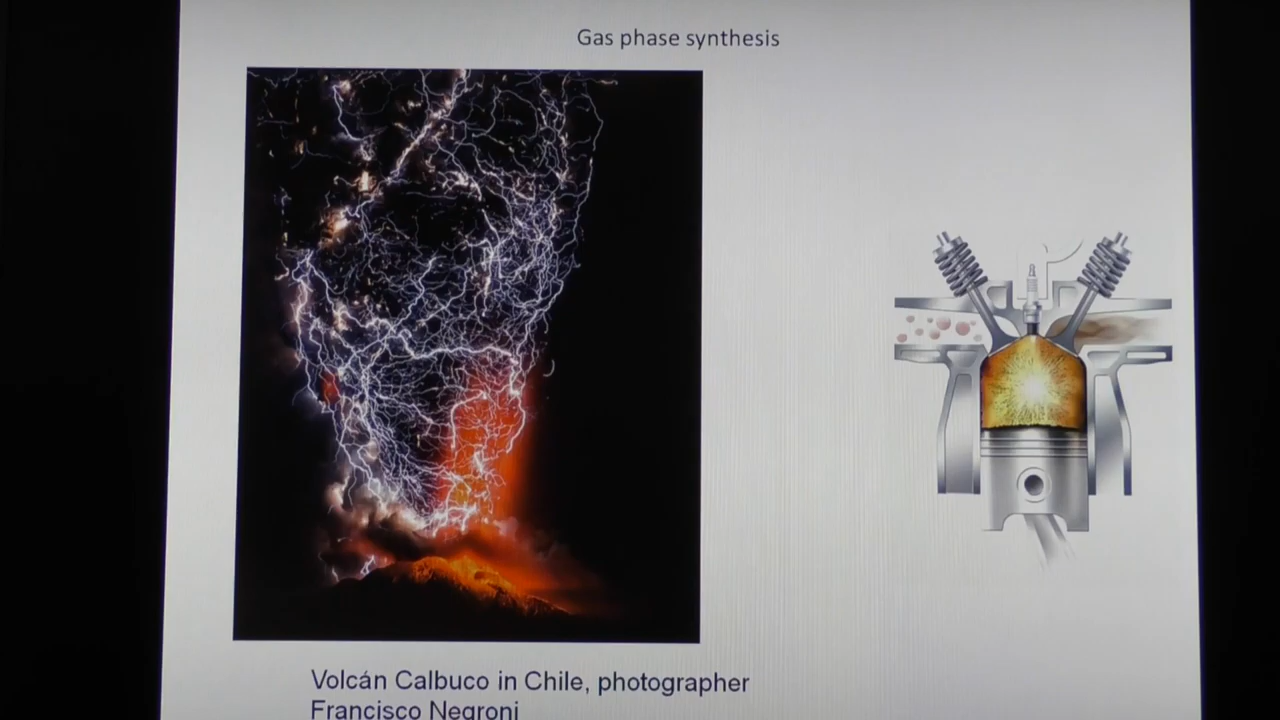 Gas phase synthesis
Volcán Calbuco in Chile, photographer
Francisco Negroni